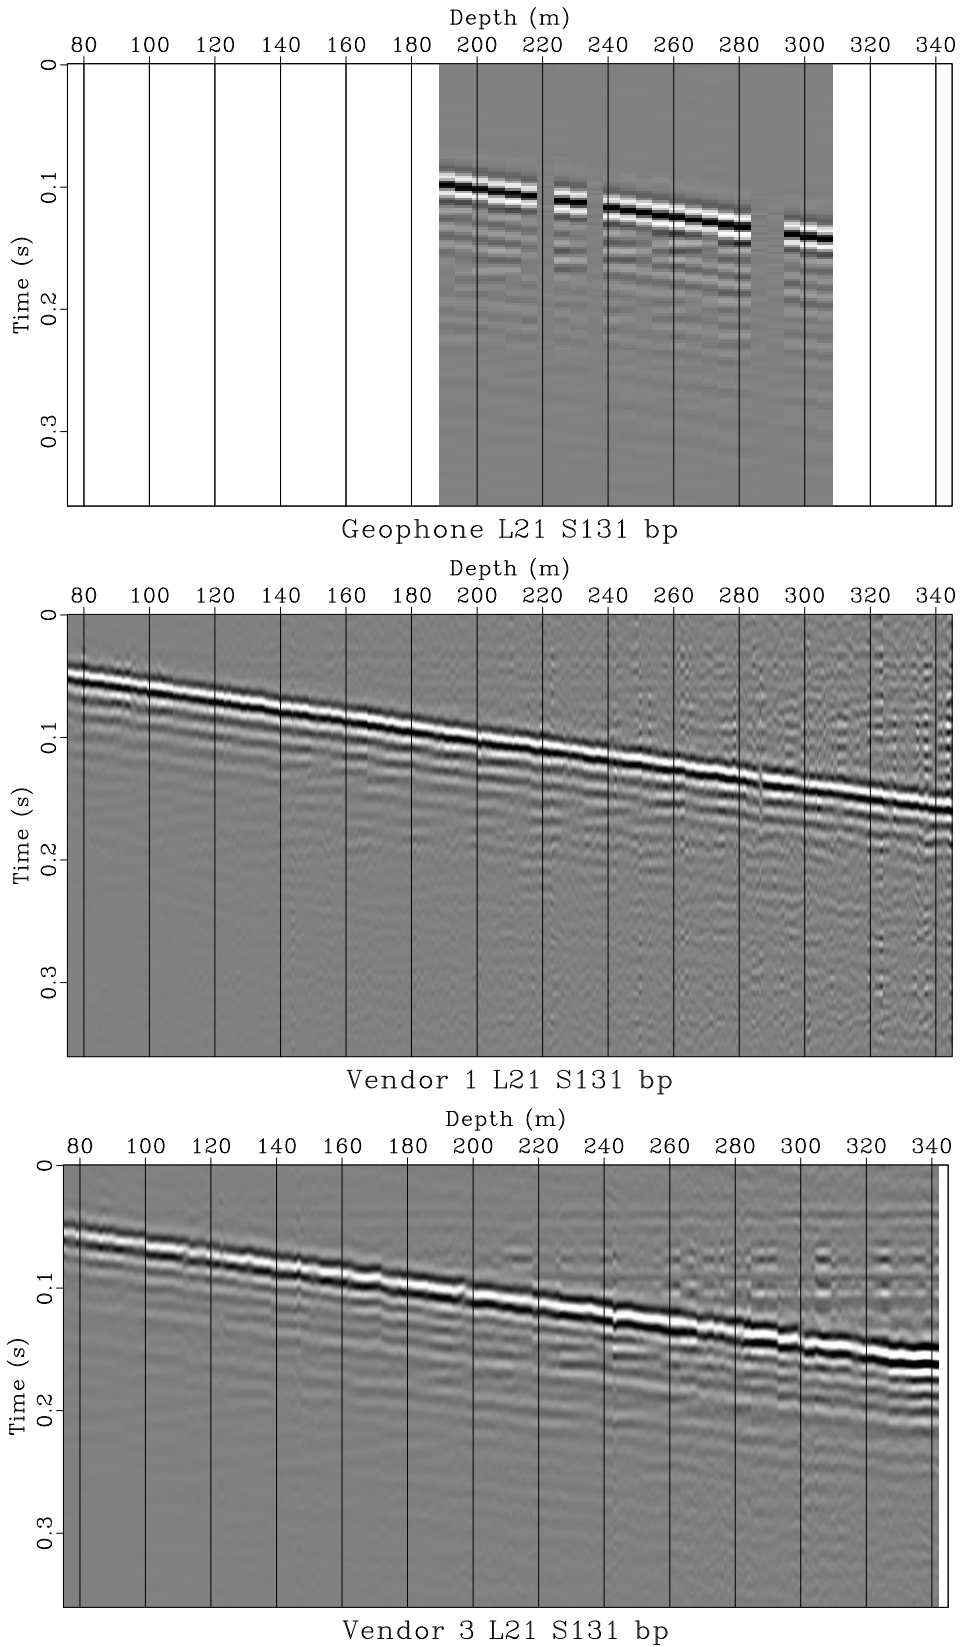 Depth (m)
80 100 120 140 160 180 200 220 240 260 280 300 320 340
0
0.1
0.2
0.3
Time (s)
Geophone L21 S131 bp
Depth (m)
80 100 120 140 160 180 200 220 240 260 280 300 320 340
0
0.1
0.2
0.3
Time (s)
Vendor 1 L21 S131 bp
Depth (m)
80 100 120 140 160 180 200 220 240 260 280 300 320 340
0
0.1
0.2
0.3
Time (s)
Vendor 3 L21 S131 bp